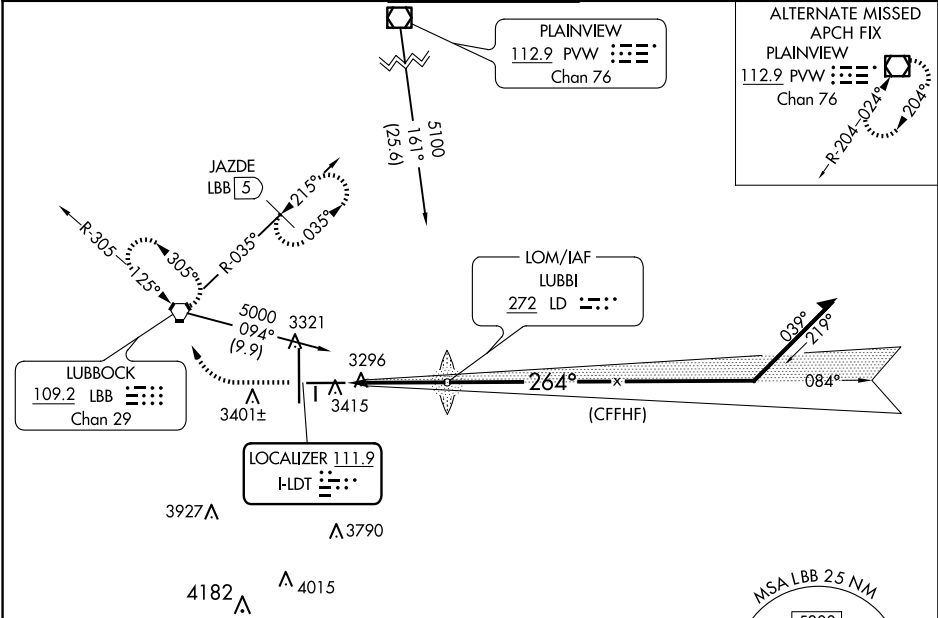 PLAINVIEW
112.9 PVW
Chan 76
ALTERNATE MISSED
APCH FIX
PLAINVIEW
112.9 PVW
Chan 76
R-204
024°
204°
5100
161°
(25.6)
JAZDE
LBB 5
215°
035°
R-035°
R-305
125°
305°
5000
094°
(9.9)
LUBBOCK
109.2 LBB
Chan 29
LOM/IAF
LUBBI
272 LD
3321
3296
3415
3401±
264°
x
(CFFHF)
039°
219°
084°
LOCALIZER 111.9
I-LDT
3927
3790
4182
4015
MSA LBB 25 NM